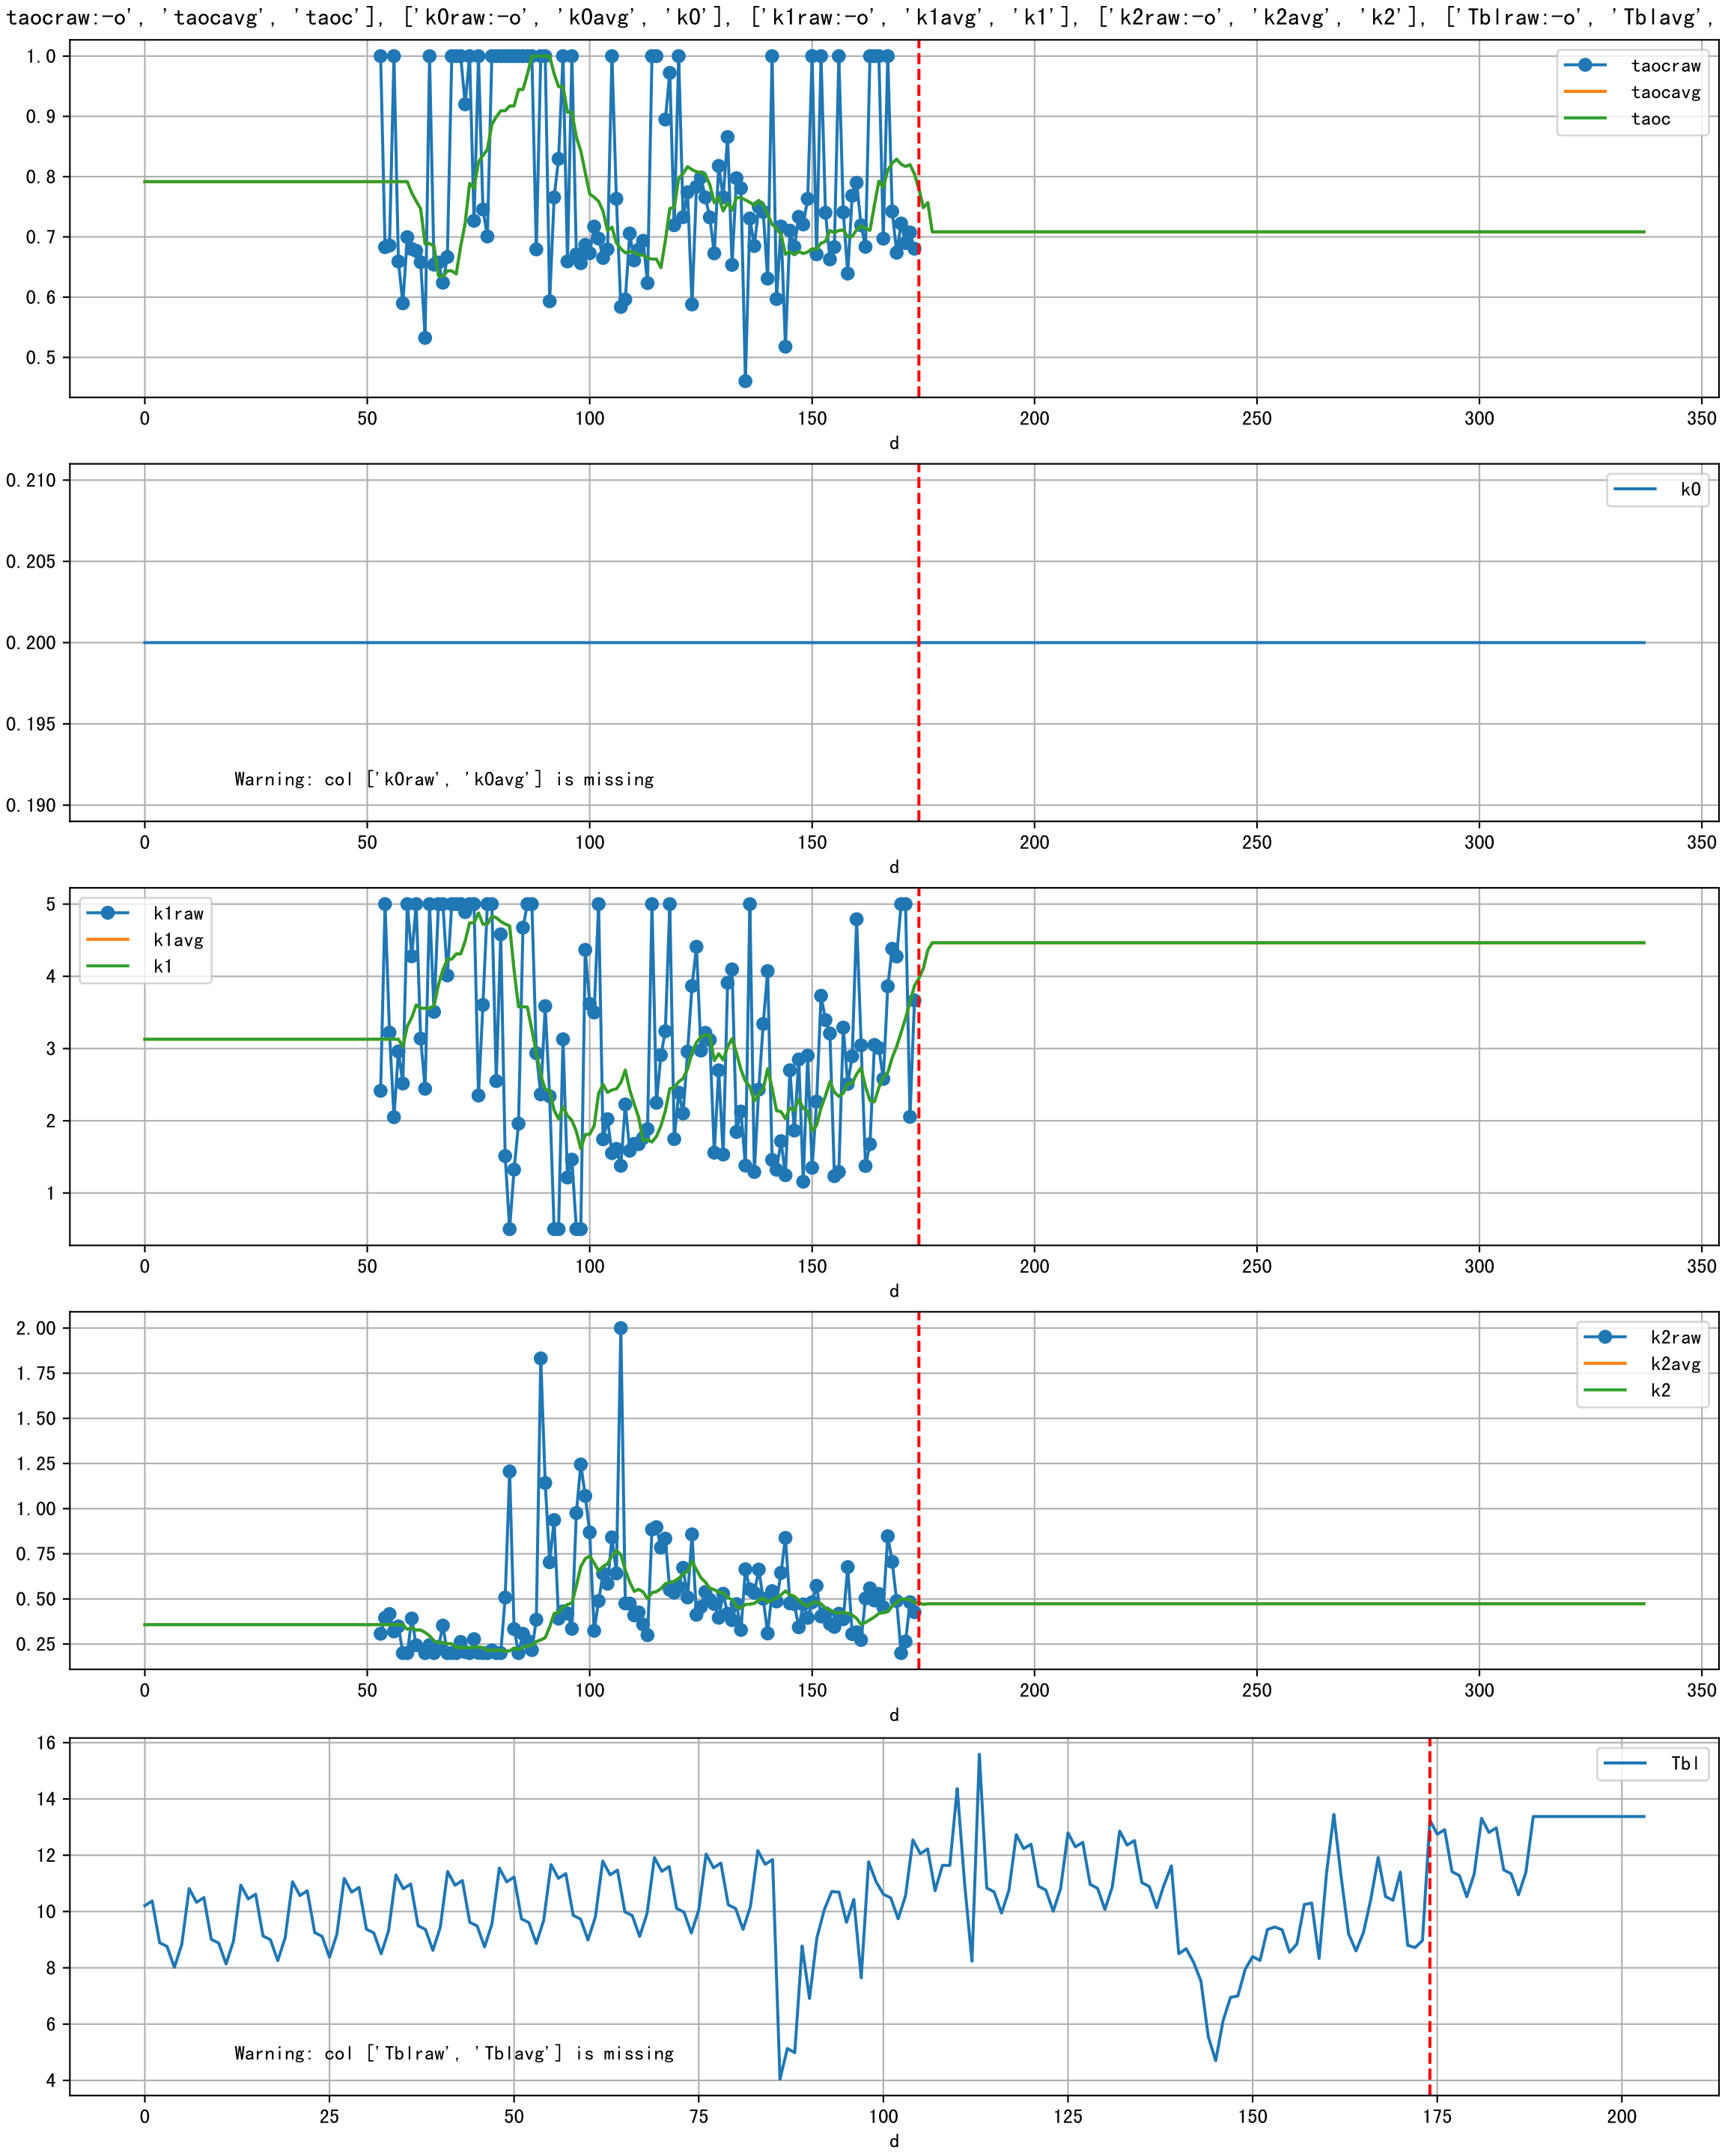 taocraw:-o', 'taocavg', 'taoc'], ['k0raw:-o', 'k0avg', 'k0'], ['k1raw:-o', 'k1avg', 'k1'], ['k2raw:-o', 'k2avg', 'k2'], ['Tblraw:-o', 'Tblavg',
1.0
0.9
0.8
0.7
0.6
0.5
taocraw
taocavg
taoc
0 50 100 150 200 250 300 350
d
0.210
0.205
0.200
0.195
0.190
k0
Warning: col ['k0raw', 'k0avg'] is missing
0 50 100 150 200 250 300 350
d
5
4
3
2
1
k1raw
k1avg
k1
0 50 100 150 200 250 300 350
d
2.00
1.75
1.50
1.25
1.00
0.75
0.50
0.25
k2raw
k2avg
k2
0 50 100 150 200 250 300 350
d
16
14
12
10
8
6
4
Tbl
Warning: col ['Tblraw', 'Tblavg'] is missing
0 25 50 75 100 125 150 175 200
d